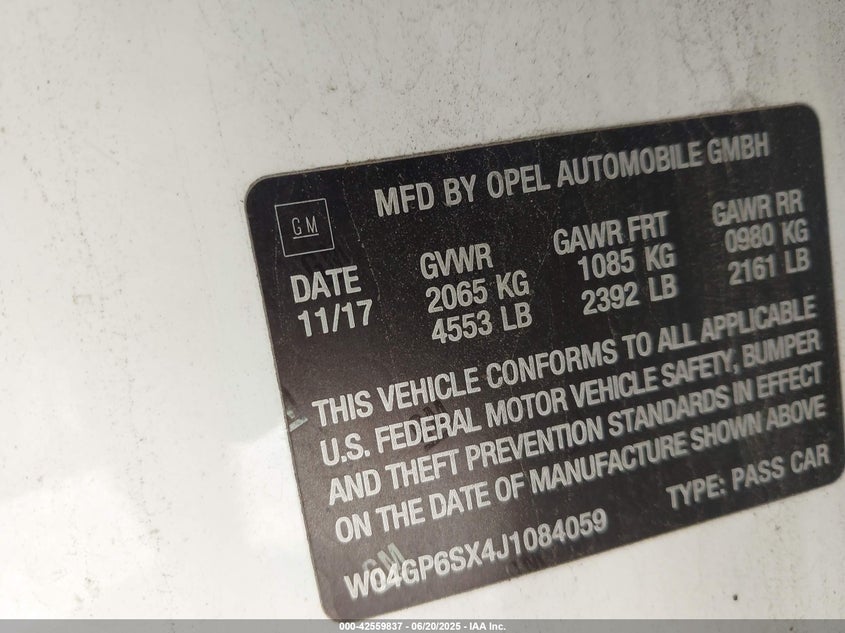 MFD BY OPEL AUTOMOBILE GMBH
GM
DATE
11/17
GVWR
2065 KG
4553 LB
GAWR FRT
1085 KG
2392 LB
GAWR RR
0980 KG
2161 LB
THIS VEHICLE CONFORMS TO ALL APPLICABLE
U.S. FEDERAL MOTOR VEHICLE SAFETY, BUMPER
AND THEFT PREVENTION STANDARDS IN EFFECT
ON THE DATE OF MANUFACTURE SHOWN ABOVE
W04GP6SX4J1084059
TYPE: PASS CAR
000-42559837 - 06/20/2025 - IAA Inc.